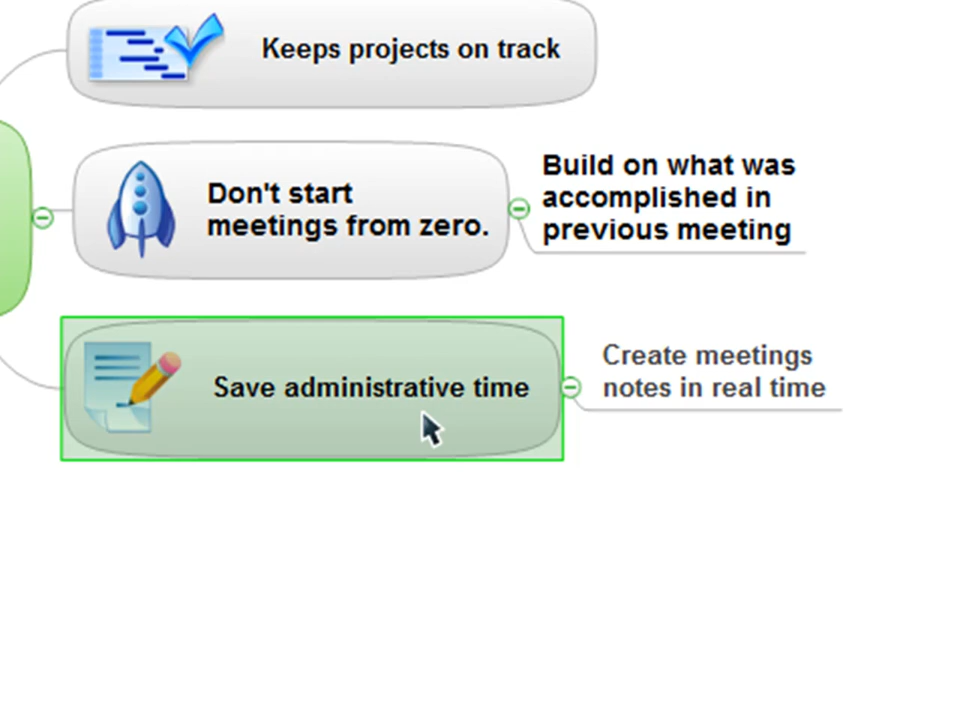 Keeps projects on track
Don't start
meetings from zero.
Build on what was
accomplished in
previous meeting
Save administrative time
Create meetings
notes in real time